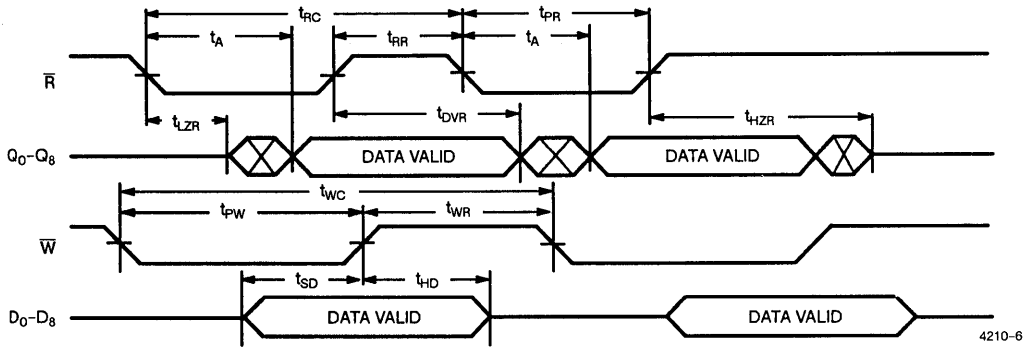 tRC tPR
tA tRR tA
R̅
tLZR tDVR tHZR
Q0–Q8 DATA VALID DATA VALID
tWC
tPW tWR
W̅
tSD tHD
D0–D8 DATA VALID DATA VALID
4210-6